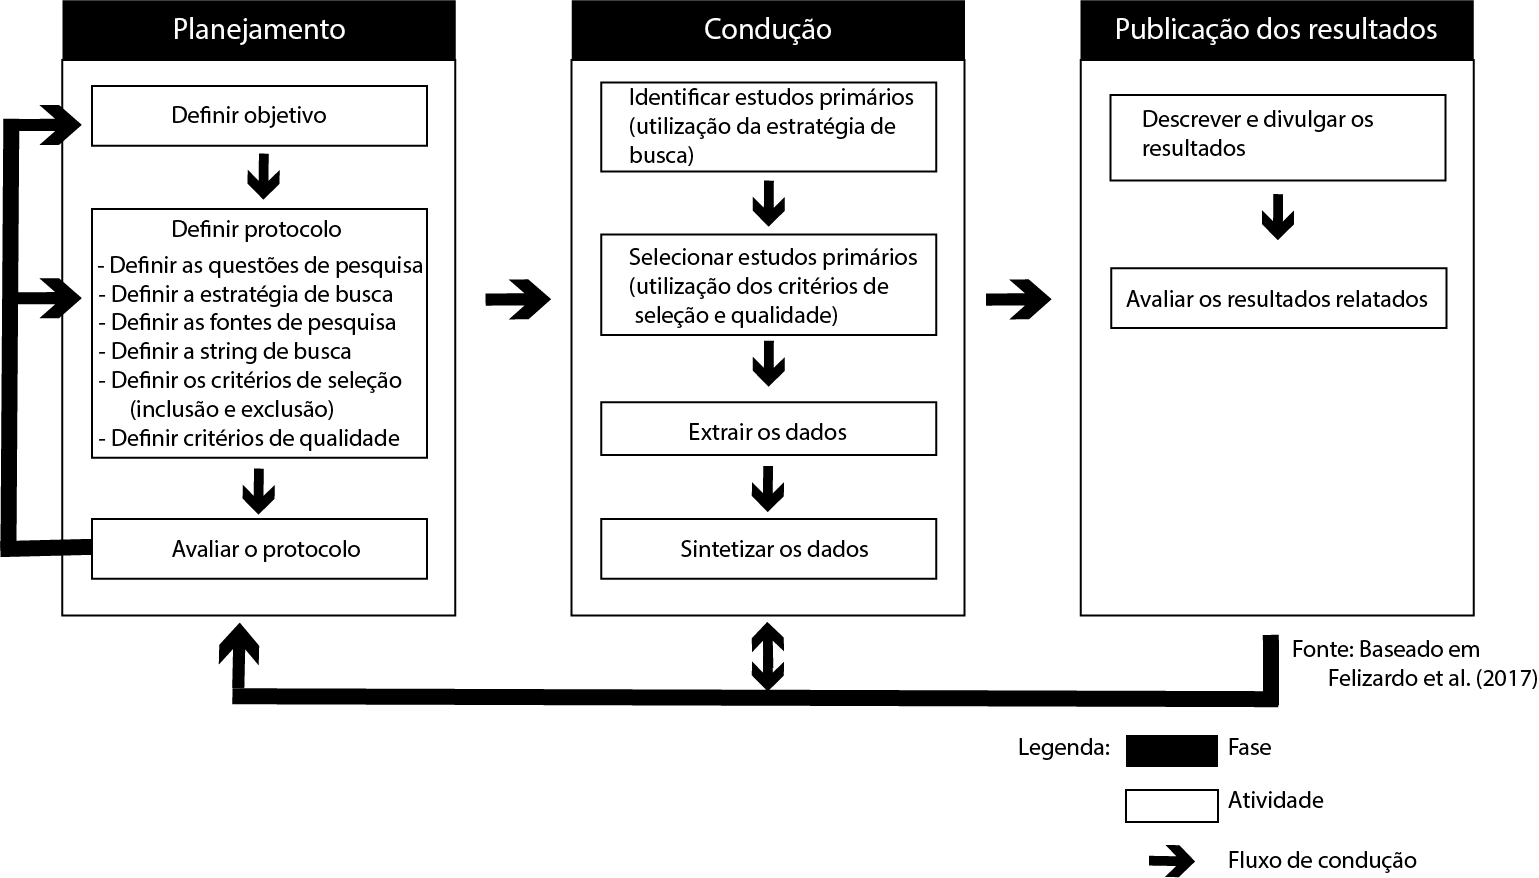 Planejamento
Definir objetivo
Definir protocolo
- Definir as questões de pesquisa
- Definir a estratégia de busca
- Definir as fontes de pesquisa
- Definir a string de busca
- Definir os critérios de seleção
(inclusão e exclusão)
- Definir critérios de qualidade
Avaliar o protocolo
Condução
Identificar estudos primários
(utilização da estratégia de
busca)
Selecionar estudos primários
(utilização dos critérios de
seleção e qualidade)
Extrair os dados
Sintetizar os dados
Publicação dos resultados
Descrever e divulgar os
resultados
Avaliar os resultados relatados
Fonte: Baseado em
Felizardo et al. (2017)
Legenda:
Fase
Atividade
Fluxo de condução